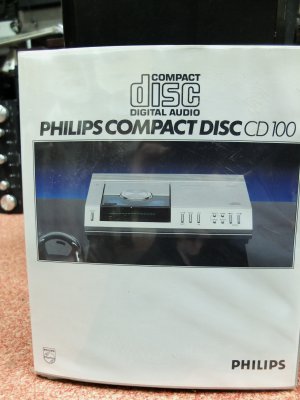 COMPACT
disc
DIGITAL AUDIO
PHILIPS COMPACT DISC CD 100
PHILIPS